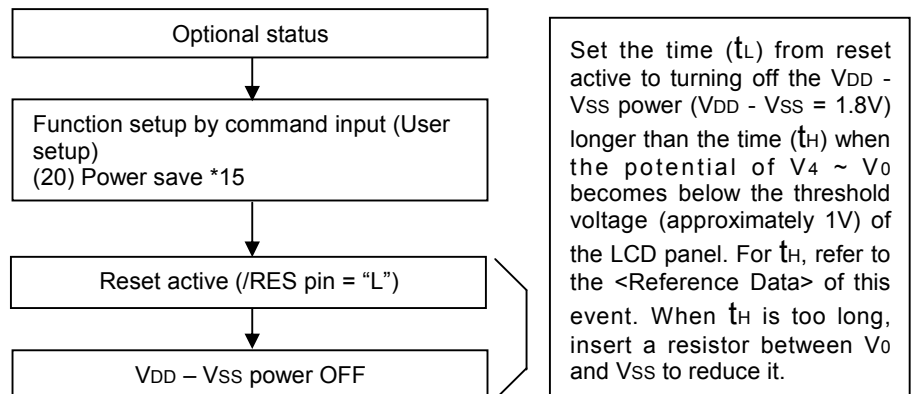 Optional status
Function setup by command input (User
setup)
(20) Power save *15
Reset active (/RES pin = “L”)
VDD – VSS power OFF
Set the time (tL) from reset
active to turning off the VDD -
VSS power (VDD - VSS = 1.8V)
longer than the time (tH) when
the potential of V4 ~ V0
becomes below the threshold
voltage (approximately 1V) of
the LCD panel. For tH, refer to
the <Reference Data> of this
event. When tH is too long,
insert a resistor between V0
and VSS to reduce it.